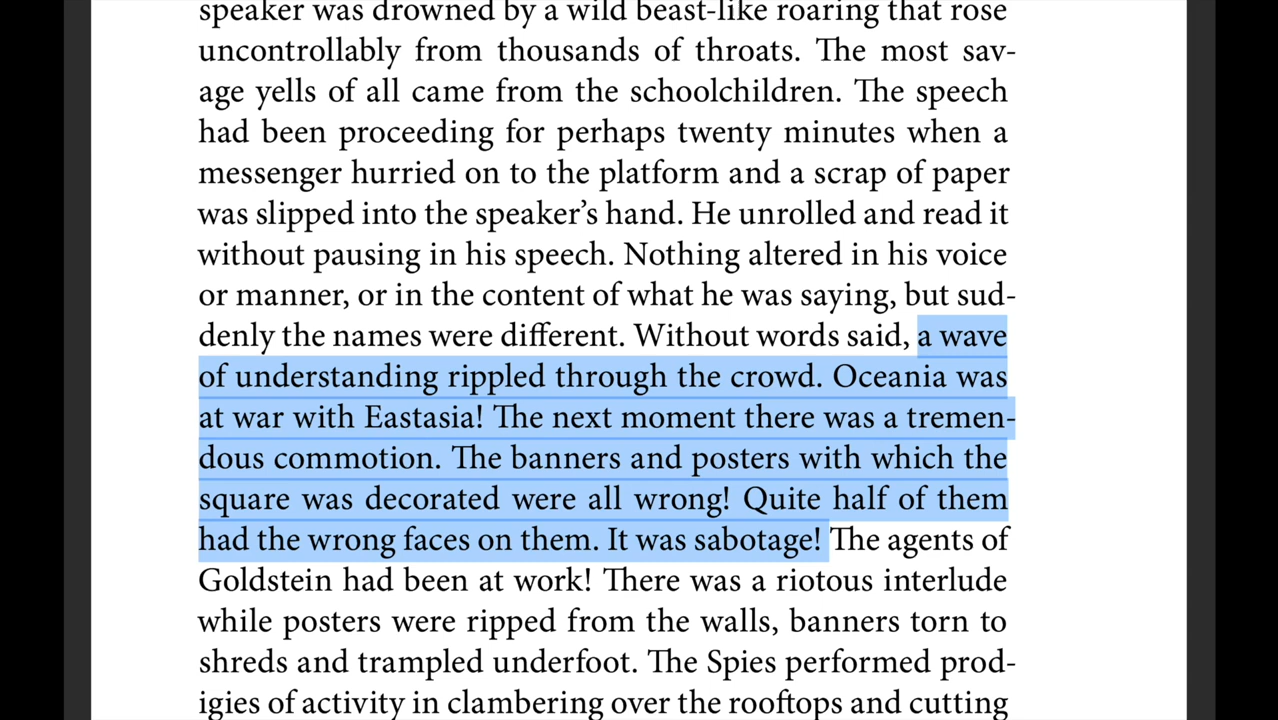 speaker was drowned by a wild beast-like roaring that rose
uncontrollably from thousands of throats. The most sav-
age yells of all came from the schoolchildren. The speech
had been proceeding for perhaps twenty minutes when a
messenger hurried on to the platform and a scrap of paper
was slipped into the speaker’s hand. He unrolled and read it
without pausing in his speech. Nothing altered in his voice
or manner, or in the content of what he was saying, but sud-
denly the names were different. Without words said, a wave
of understanding rippled through the crowd. Oceania was
at war with Eastasia! The next moment there was a tremen-
dous commotion. The banners and posters with which the
square was decorated were all wrong! Quite half of them
had the wrong faces on them. It was sabotage! The agents of
Goldstein had been at work! There was a riotous interlude
while posters were ripped from the walls, banners torn to
shreds and trampled underfoot. The Spies performed prod-
igies of activity in clambering over the rooftops and cutting